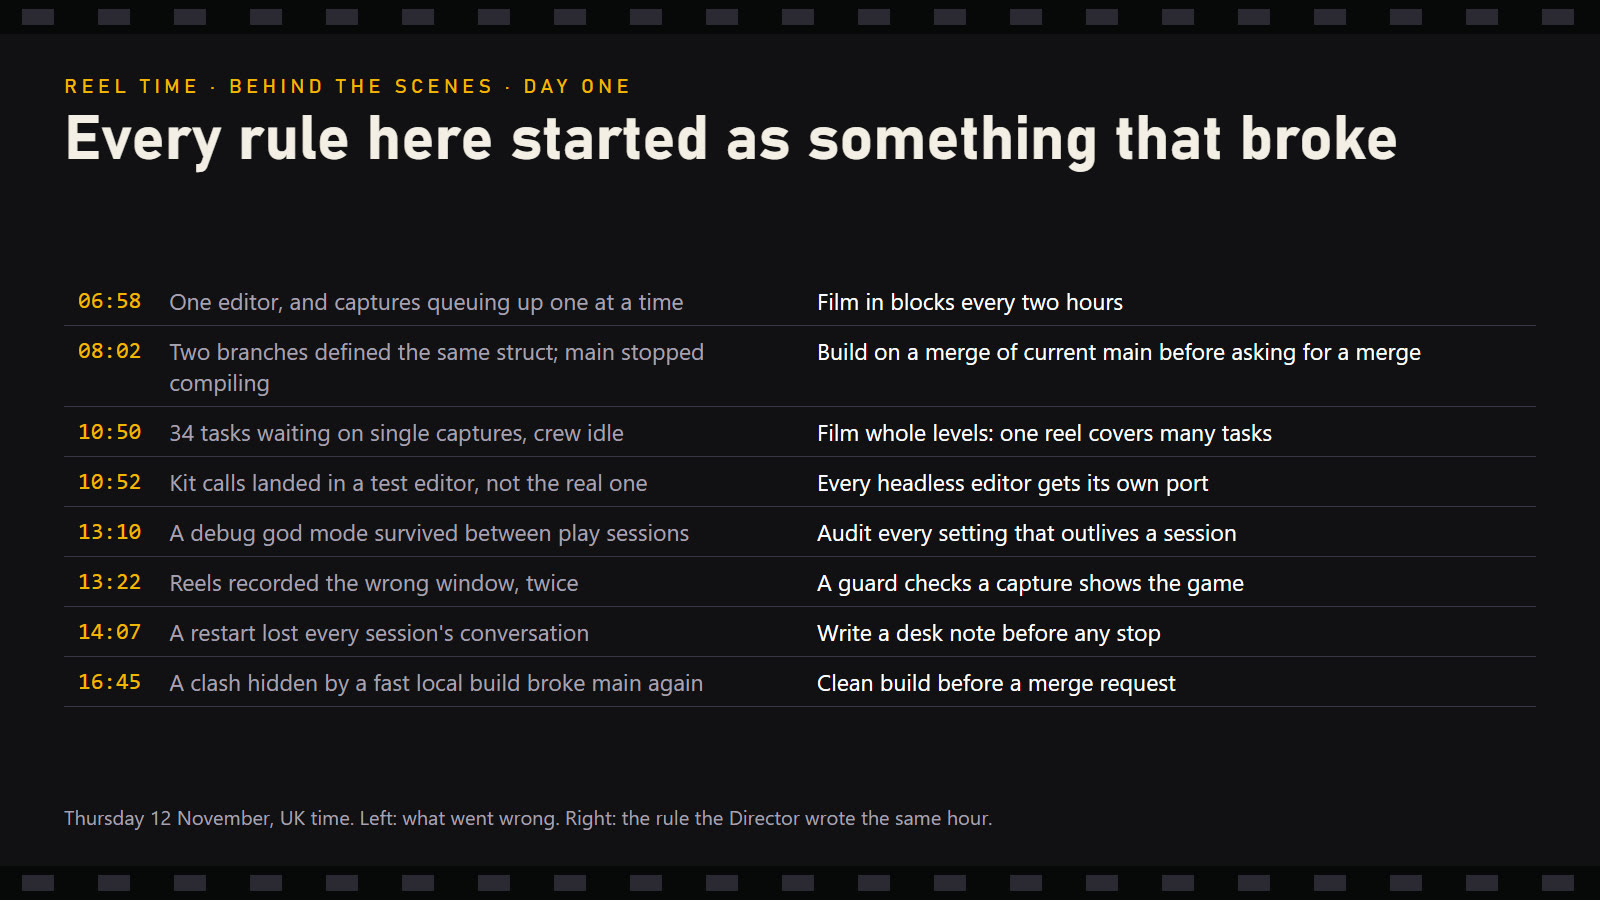 REEL TIME · BEHIND THE SCENES · DAY ONE
Every rule here started as something that broke
06:58 One editor, and captures queuing up one at a time Film in blocks every two hours
08:02 Two branches defined the same struct; main stopped Build on a merge of current main before asking for a merge
compiling
10:50 34 tasks waiting on single captures, crew idle Film whole levels: one reel covers many tasks
10:52 Kit calls landed in a test editor, not the real one Every headless editor gets its own port
13:10 A debug god mode survived between play sessions Audit every setting that outlives a session
13:22 Reels recorded the wrong window, twice A guard checks a capture shows the game
14:07 A restart lost every session's conversation Write a desk note before any stop
16:45 A clash hidden by a fast local build broke main again Clean build before a merge request
Thursday 12 November, UK time. Left: what went wrong. Right: the rule the Director wrote the same hour.